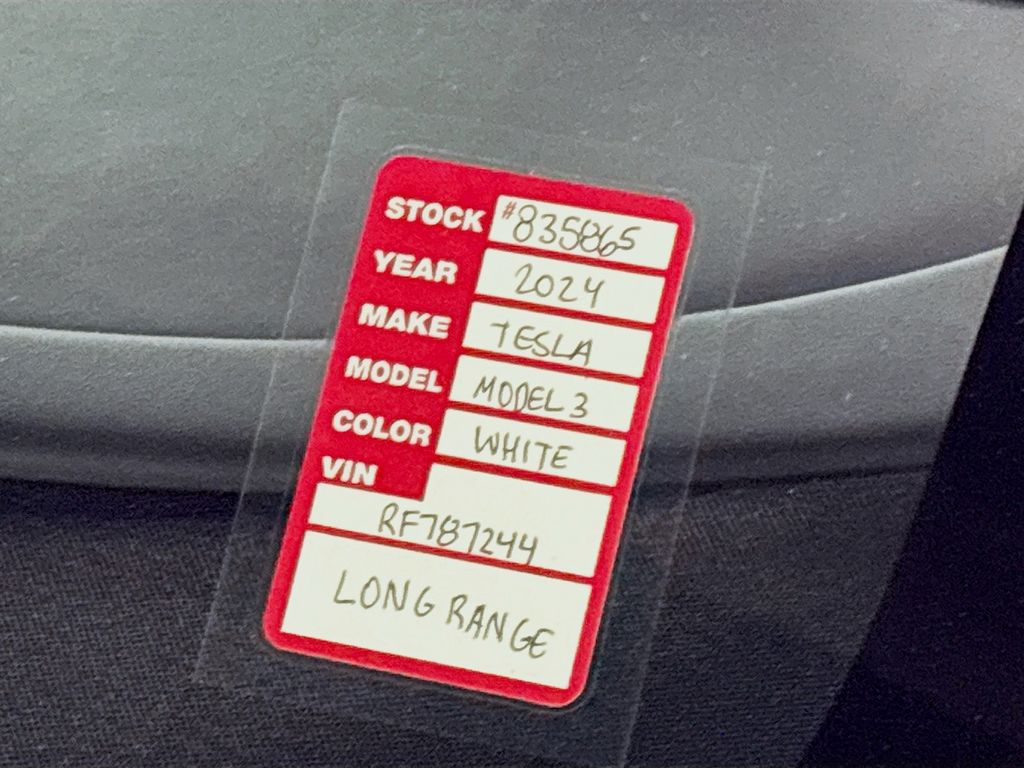 STOCK #835865
YEAR 2024
MAKE TESLA
MODEL MODEL 3
COLOR WHITE
VIN
RF787244
LONG RANGE